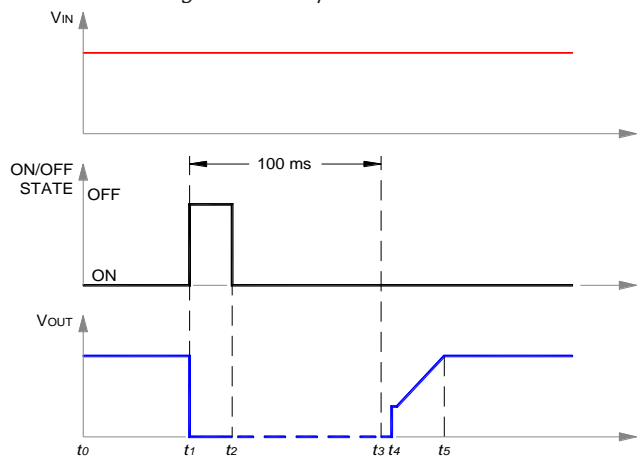 VIN
100 ms
ON/OFF
STATE
OFF
ON
VOUT
t0 t1 t2 t3 t4 t5